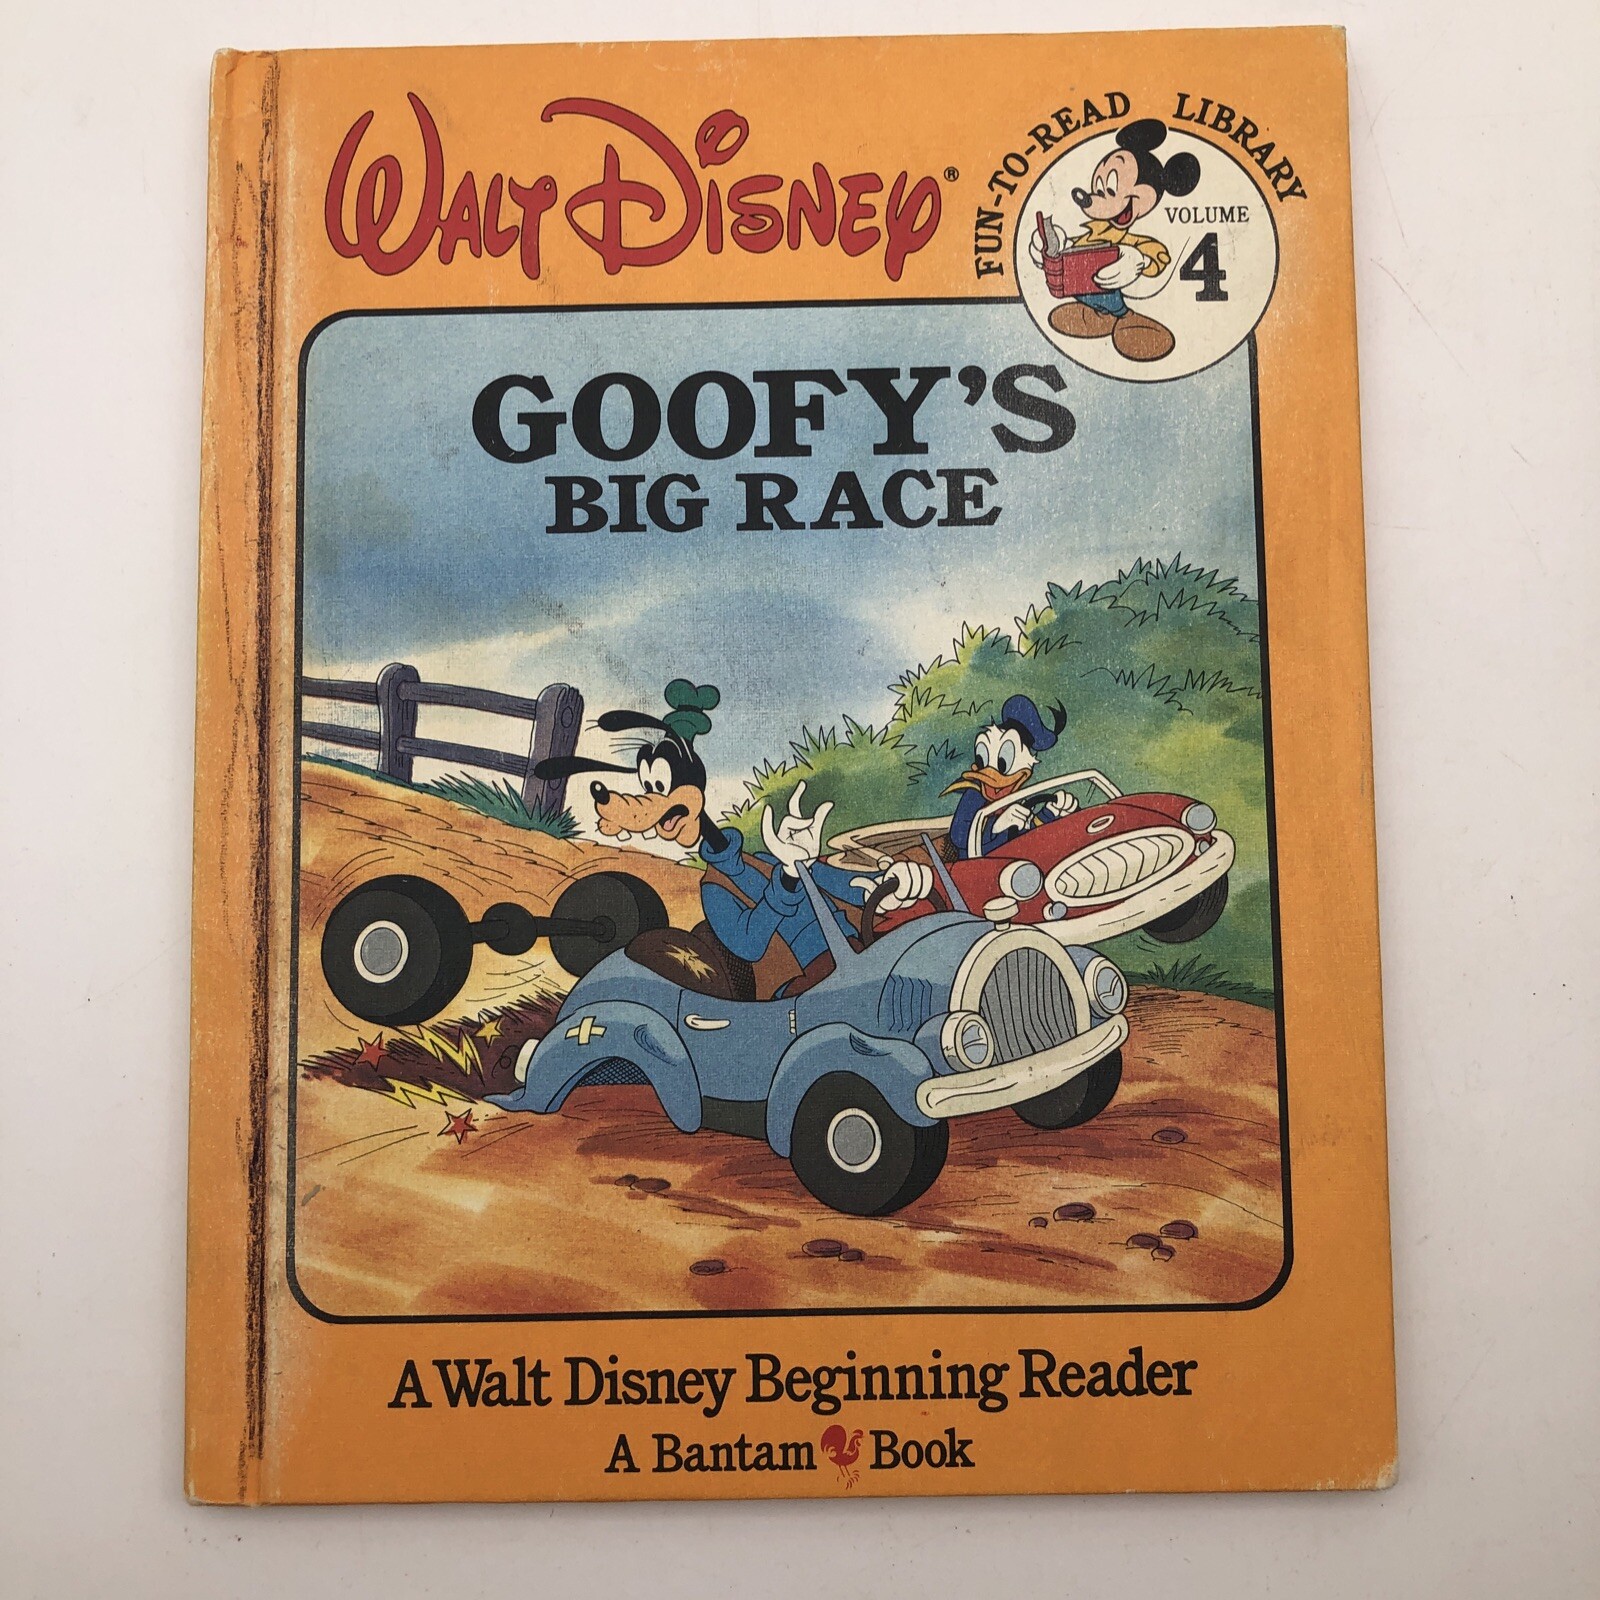 WALT DISNEY®
FUN-TO-READ LIBRARY
VOLUME
4
GOOFY'S
BIG RACE
A Walt Disney Beginning Reader
A Bantam Book